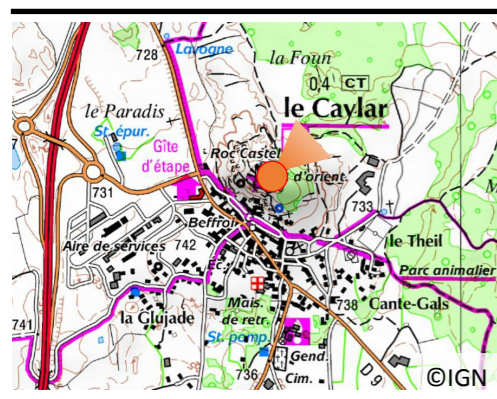 728
Lavogne
la Foun
0,4 CT
le Caylar
le Paradis
St. épur.
Gîte
d'étape
Roc Castel
d'orient.
731
733
Beffroi
Aire de services
742
le Theil
Parc animalier
Mais.
de retr.
738
Cante-Gals
la Glujade
741
St. pomp.
Gend.
736
Cim.
D 9
©IGN